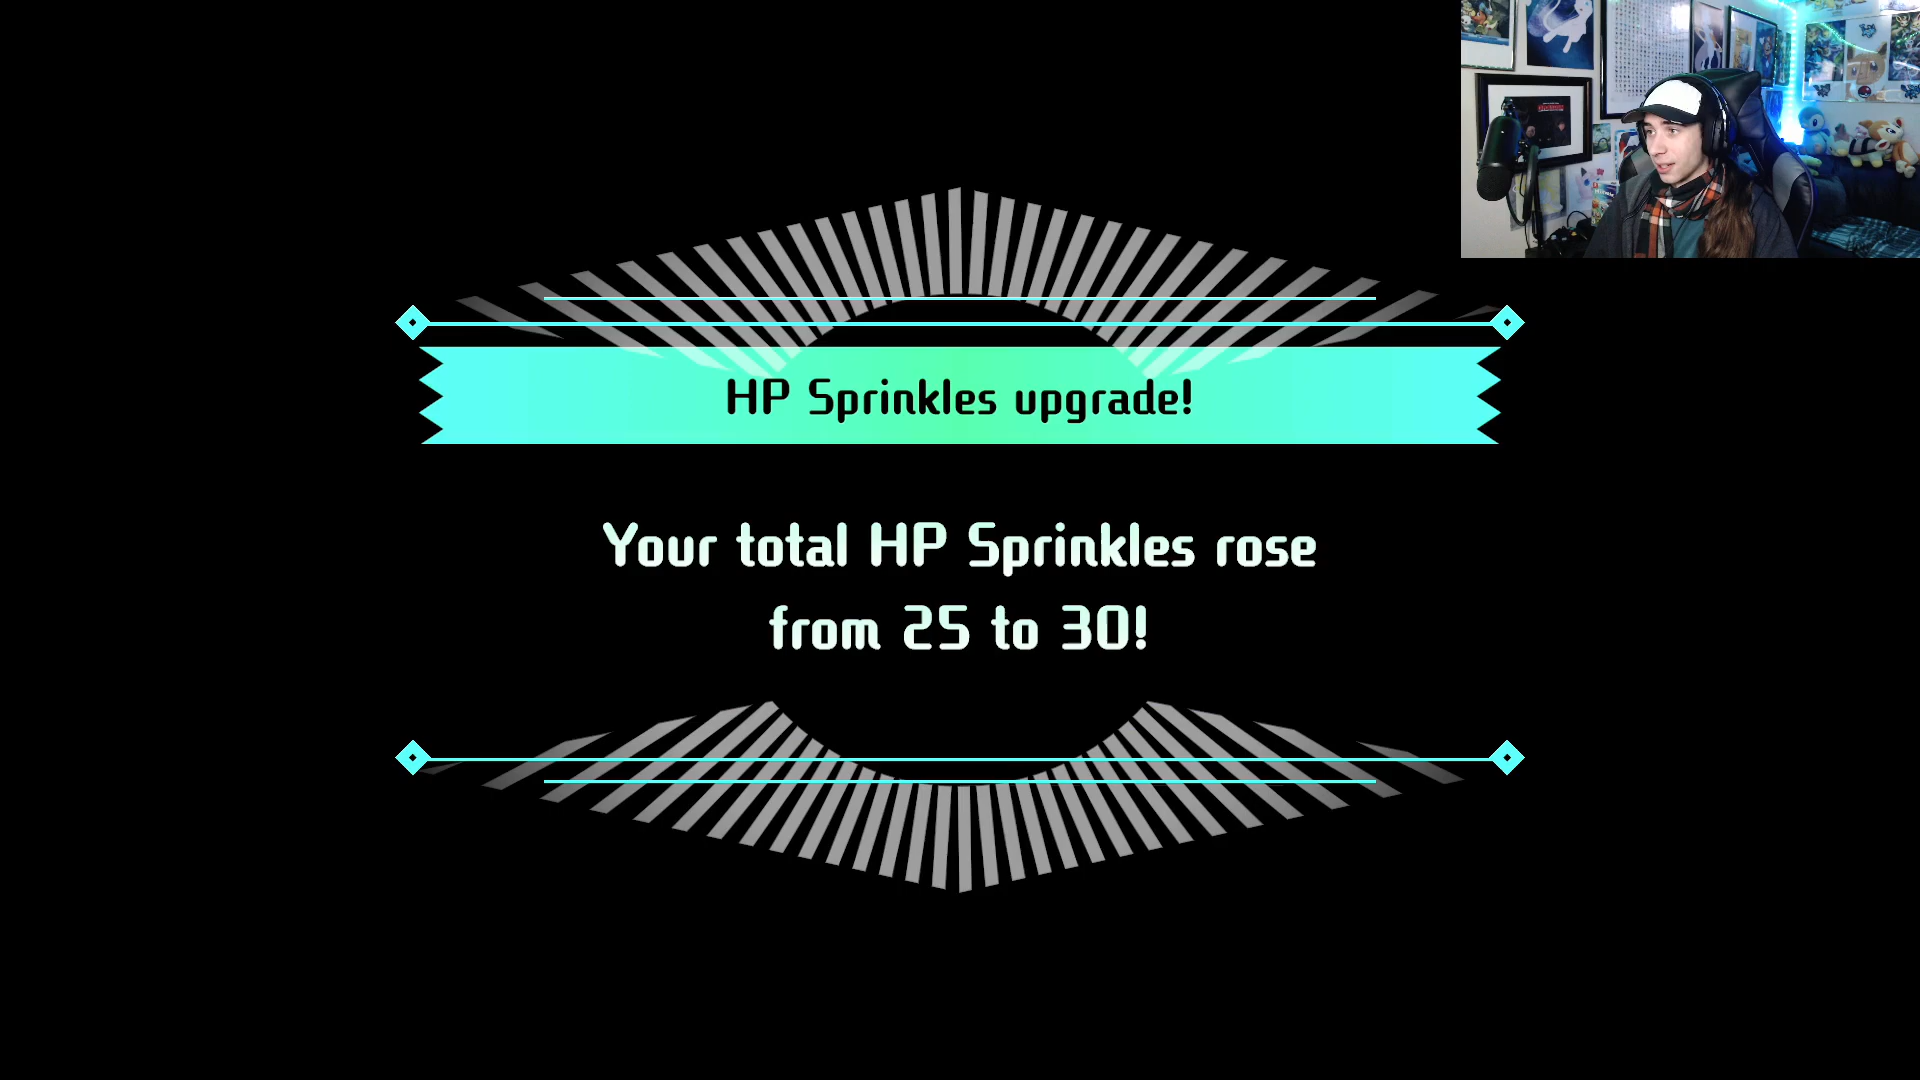 HP Sprinkles upgrade!
Your total HP Sprinkles rose
from 25 to 30!